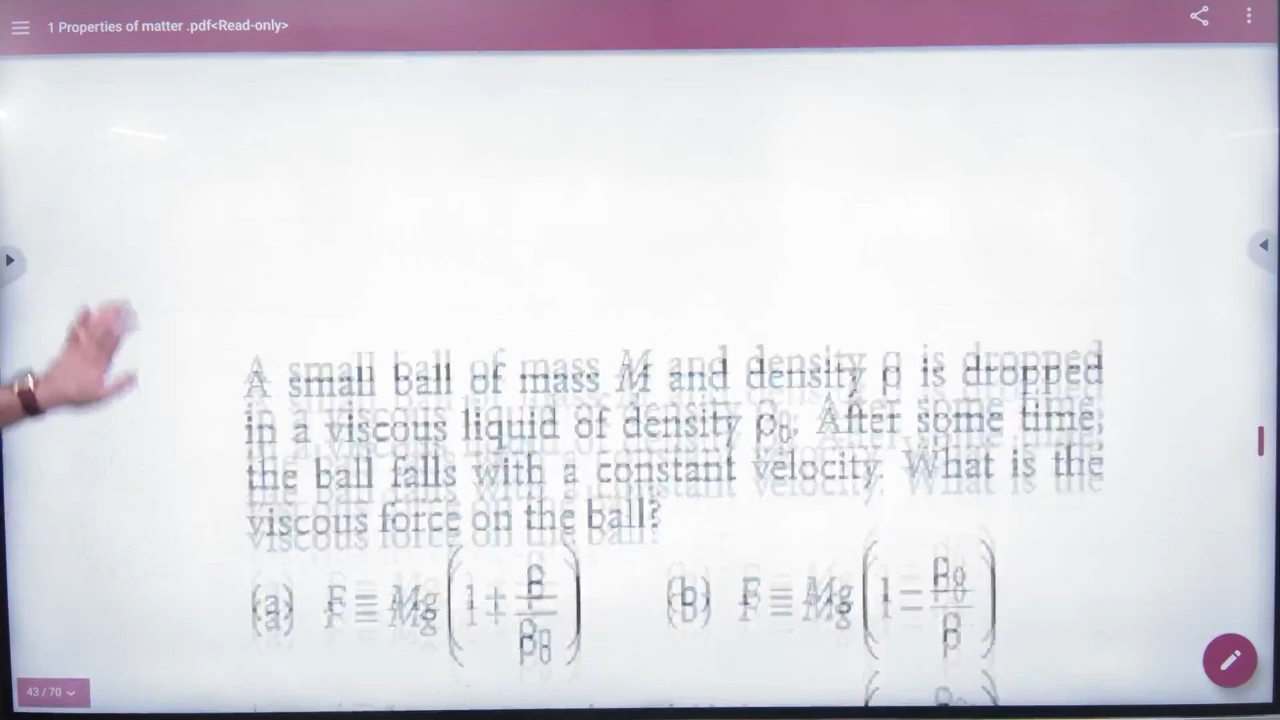 1 Properties of matter .pdf<Read-only>
A small ball of mass M and density ρ is dropped
in a viscous liquid of density ρ₀. After some time,
the ball falls with a constant velocity. What is the
viscous force on the ball?
(a) F = Mg(1 + ρ/ρ₀) (b) F = Mg(1 − ρ₀/ρ)
43 / 70